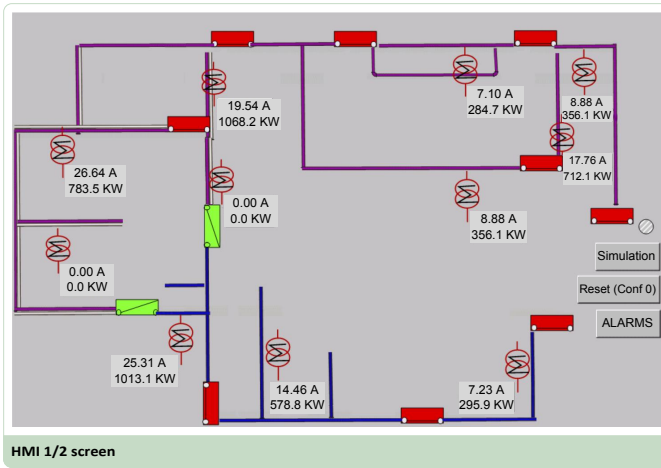 7.10 A
284.7 KW
8.88 A
356.1 KW
19.54 A
1068.2 KW
26.64 A
783.5 KW
17.76 A
712.1 KW
0.00 A
0.0 KW
8.88 A
356.1 KW
0.00 A
0.0 KW
Simulation
Reset (Conf 0)
ALARMS
25.31 A
1013.1 KW
14.46 A
578.8 KW
7.23 A
295.9 KW
HMI 1/2 screen